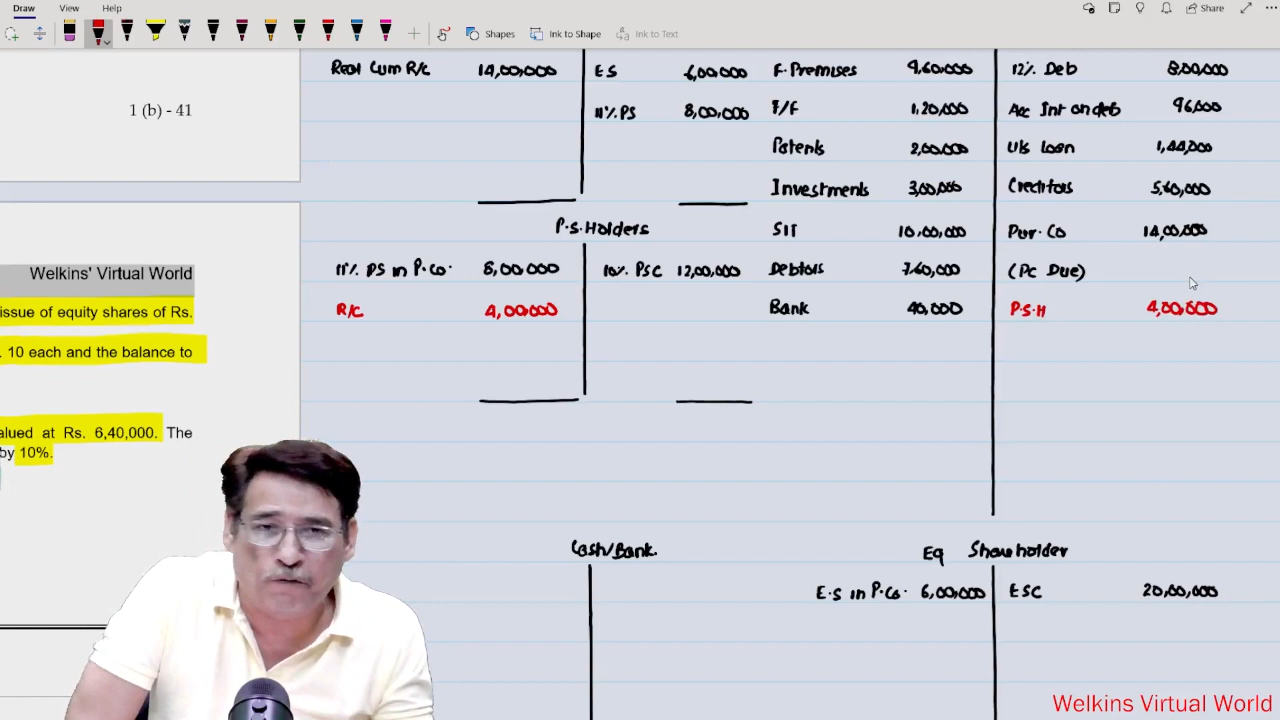 Draw View Help Share
Shapes Ink to Shape Ink to Text
1 (b) - 41
Welkins' Virtual World
issue of equity shares of Rs.
10 each and the balance to
alued at Rs. 6,40,000. The
by 10%.
Real Cum R/C 14,00,000 ES 6,00,000
11% PS 8,00,000
P.S.Holders
11% PS in P.Co. 8,00,000 10% PSC 12,00,000
R/C 4,00,000
F.Premises 9,60,000 12% Deb 8,00,000
F/F 1,20,000 Acc Int on deb 96,000
Patents 2,00,000 U/s Loan 1,44,000
Investments 3,00,000 Creditors 5,60,000
SIT 10,00,000 Pur.Co 14,00,000
Debtors 7,60,000 (PC Due)
Bank 40,000 P.S.H 4,00,000
Cash/Bank.
Eq Shareholder
E.S in P.Co. 6,00,000 ESC 20,00,000
Welkins Virtual World